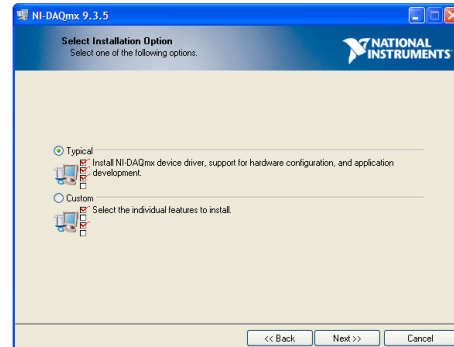 NI-DAQmx 9.3.5
Select Installation Option
Select one of the following options.
NATIONAL
INSTRUMENTS
Typical
Install NI-DAQmx device driver, support for hardware configuration, and application
development.
Custom
Select the individual features to install.
<< Back
Next >>
Cancel